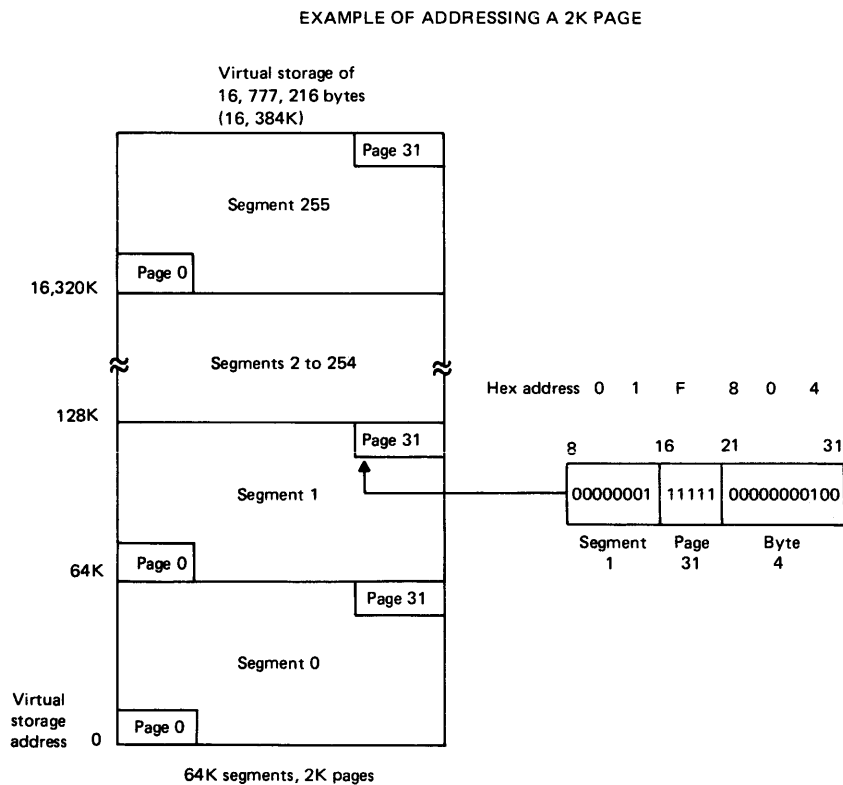 EXAMPLE OF ADDRESSING A 2K PAGE
Virtual storage of
16, 777, 216 bytes
(16, 384K)
Page 31
Segment 255
Page 0
16,320K
Segments 2 to 254
Hex address 0 1 F 8 0 4
128K
Page 31
8 16 21 31
Segment 1
00000001 11111 00000000100
Segment Page Byte
1 31 4
Page 0
64K
Page 31
Segment 0
Virtual
storage
address 0
Page 0
64K segments, 2K pages